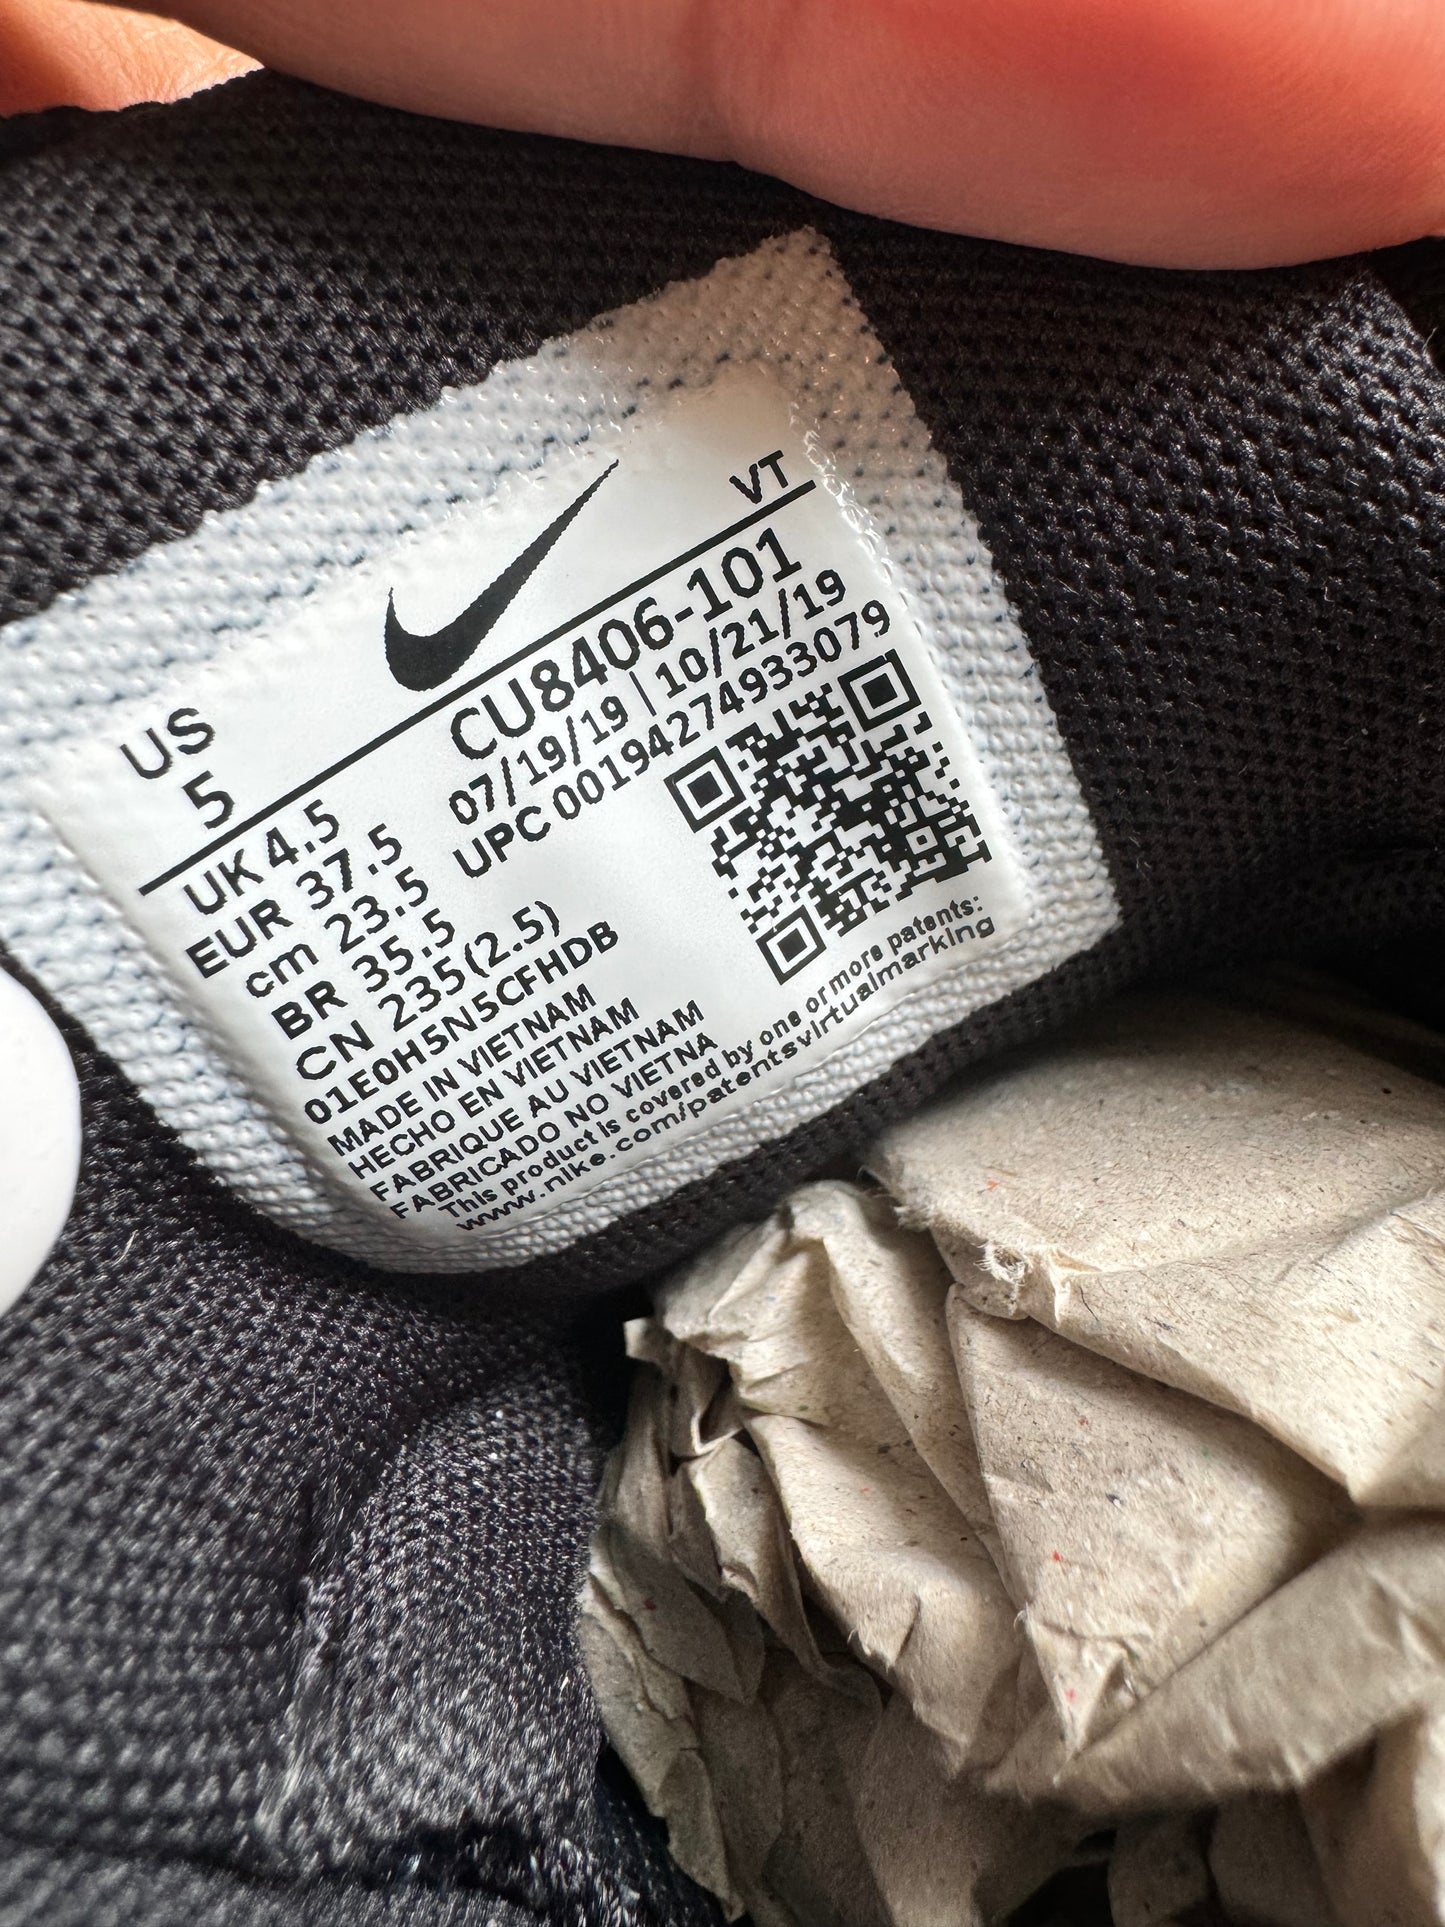 VT
US
5
CU8406-101
UK 4.5
07/19/19 | 10/21/19
EUR 37.5
UPC 00194274933079
cm 23.5
BR 35.5
CN 235(2.5)
01E0H5N5CFHDB
MADE IN VIETNAM
HECHO EN VIETNAM
FABRIQUE AU VIETNAM
FABRICADO NO VIETNA
This product is covered by one or more patents:
www.nike.com/patentsvirtualmarking